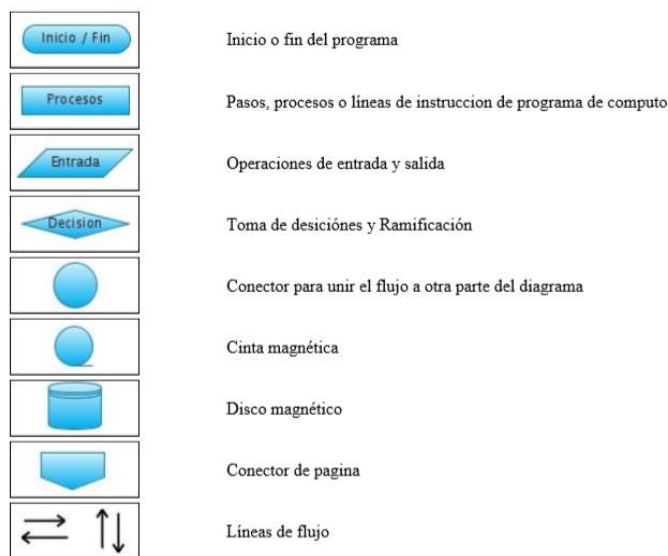 Inicio / Fin
Inicio o fin del programa
Procesos
Pasos, procesos o líneas de instruccion de programa de computo
Entrada
Operaciones de entrada y salida
Decision
Toma de desiciónes y Ramificación
Conector para unir el flujo a otra parte del diagrama
Cinta magnética
Disco magnético
Conector de pagina
Líneas de flujo